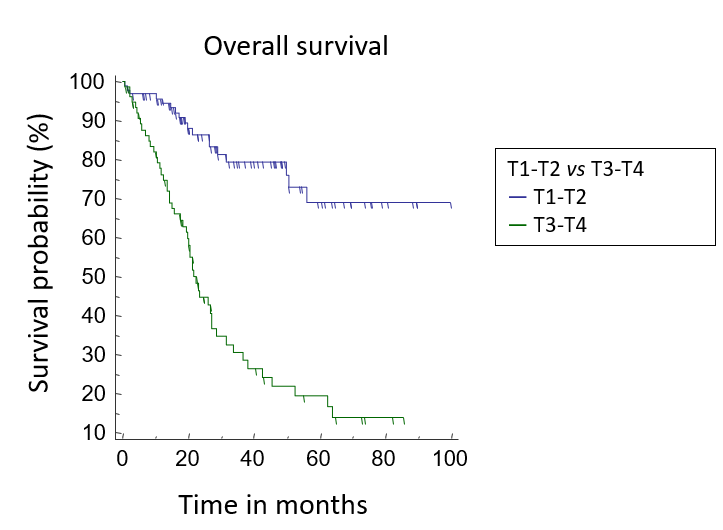 Overall survival
Survival probability (%)
100
90
80
70
60
50
40
30
20
10
0 20 40 60 80 100
Time in months
T1-T2 vs T3-T4
T1-T2
T3-T4